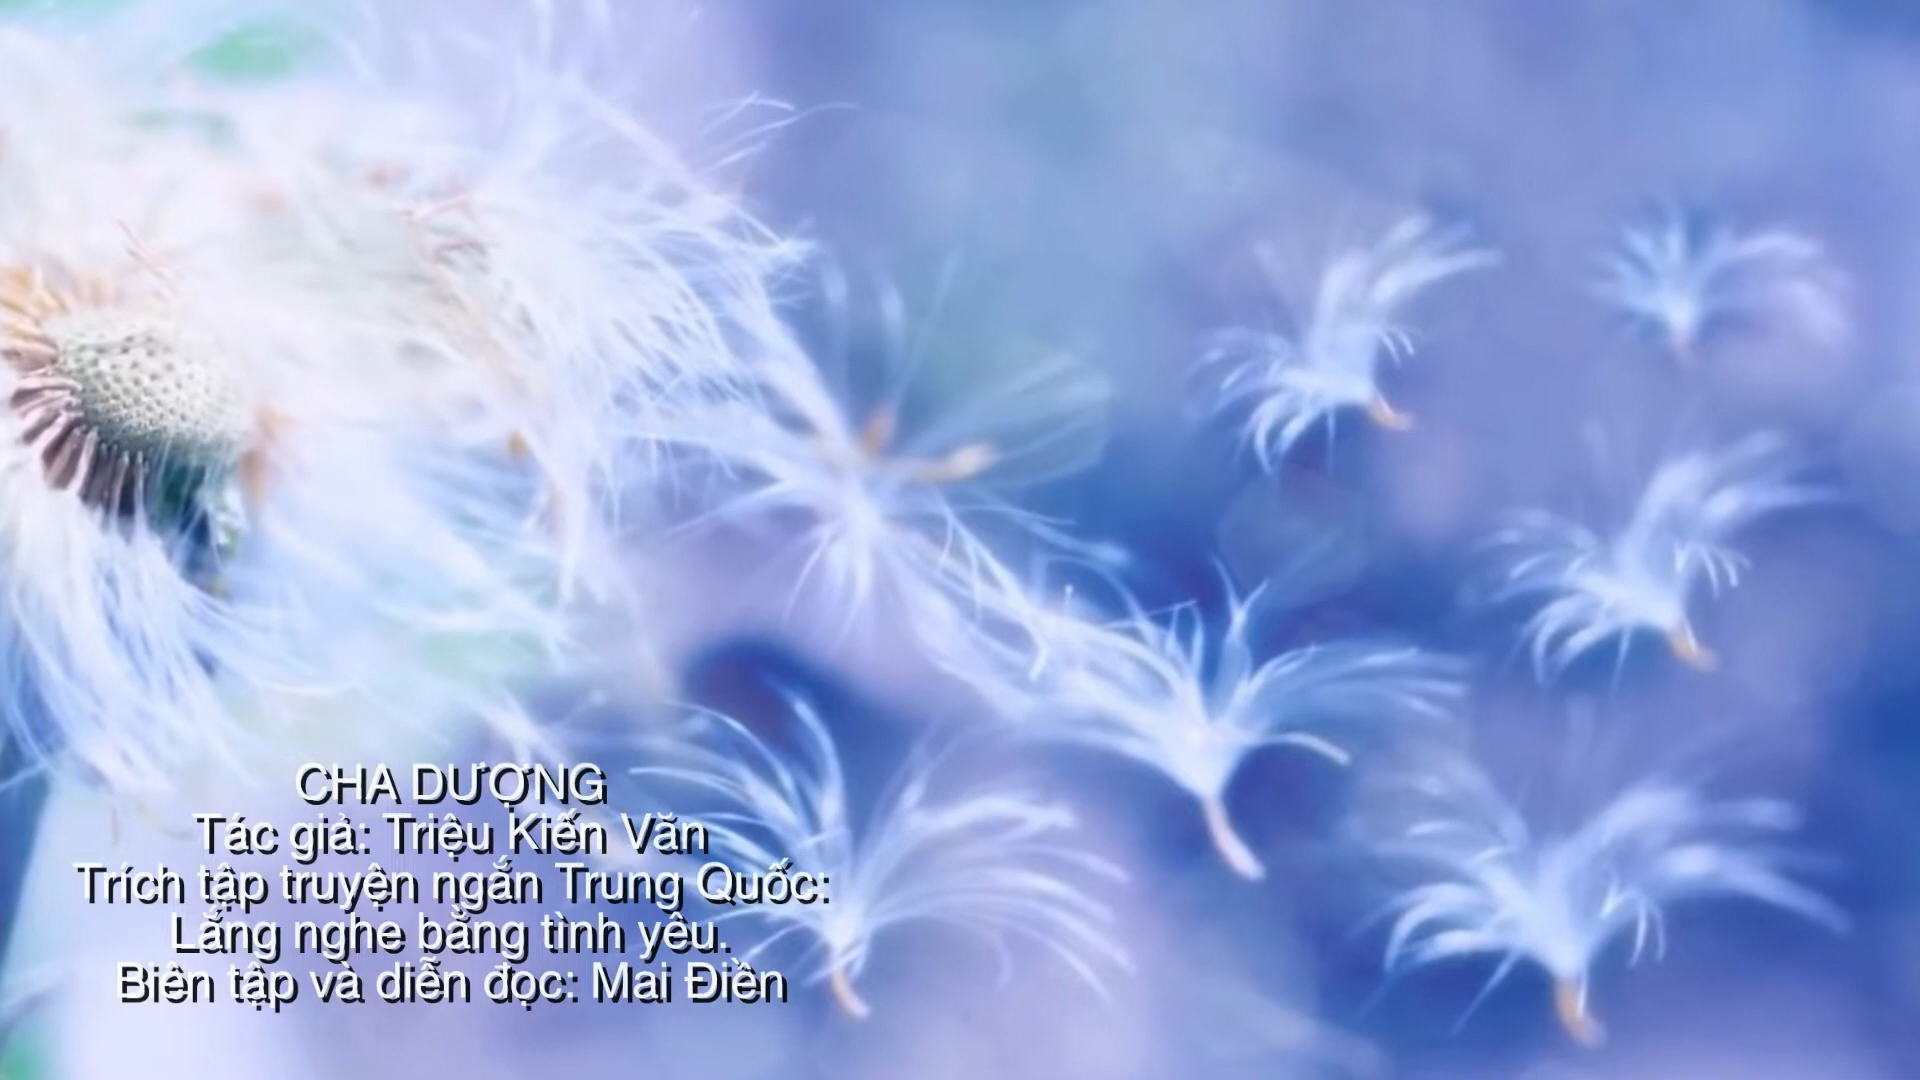 CHA DƯỢNG
Tác giả: Triệu Kiến Văn
Trích tập truyện ngắn Trung Quốc:
Lắng nghe bằng tình yêu.
Biên tập và diễn đọc: Mai Điền